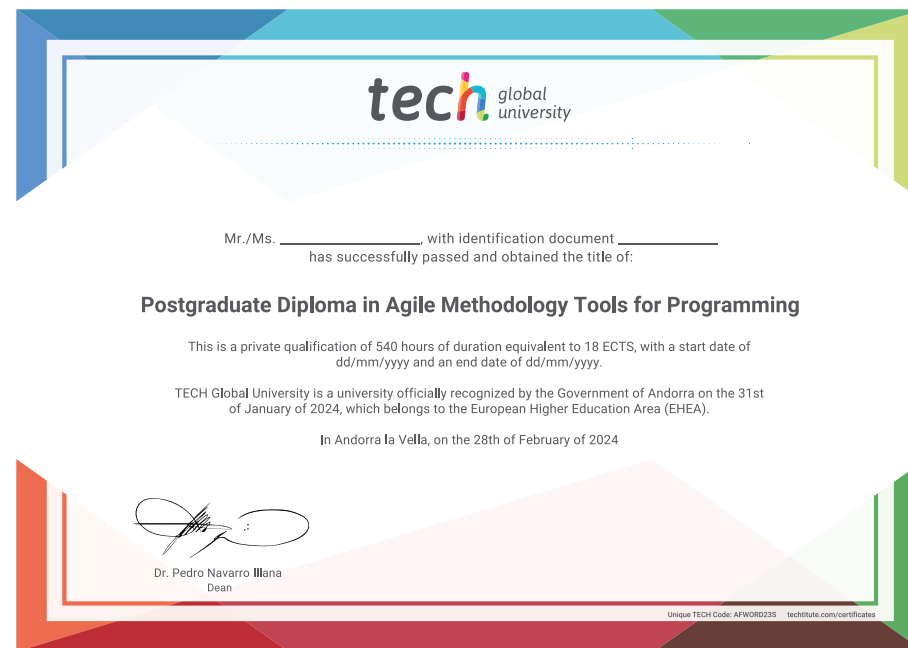 tech global university
Mr./Ms. ____________________, with identification document ______________
has successfully passed and obtained the title of:
Postgraduate Diploma in Agile Methodology Tools for Programming
This is a private qualification of 540 hours of duration equivalent to 18 ECTS, with a start date of
dd/mm/yyyy and an end date of dd/mm/yyyy.
TECH Global University is a university officially recognized by the Government of Andorra on the 31st
of January of 2024, which belongs to the European Higher Education Area (EHEA).
In Andorra la Vella, on the 28th of February of 2024
Dr. Pedro Navarro Illana
Dean
Unique TECH Code: AFWORD23S techtitute.com/certificates